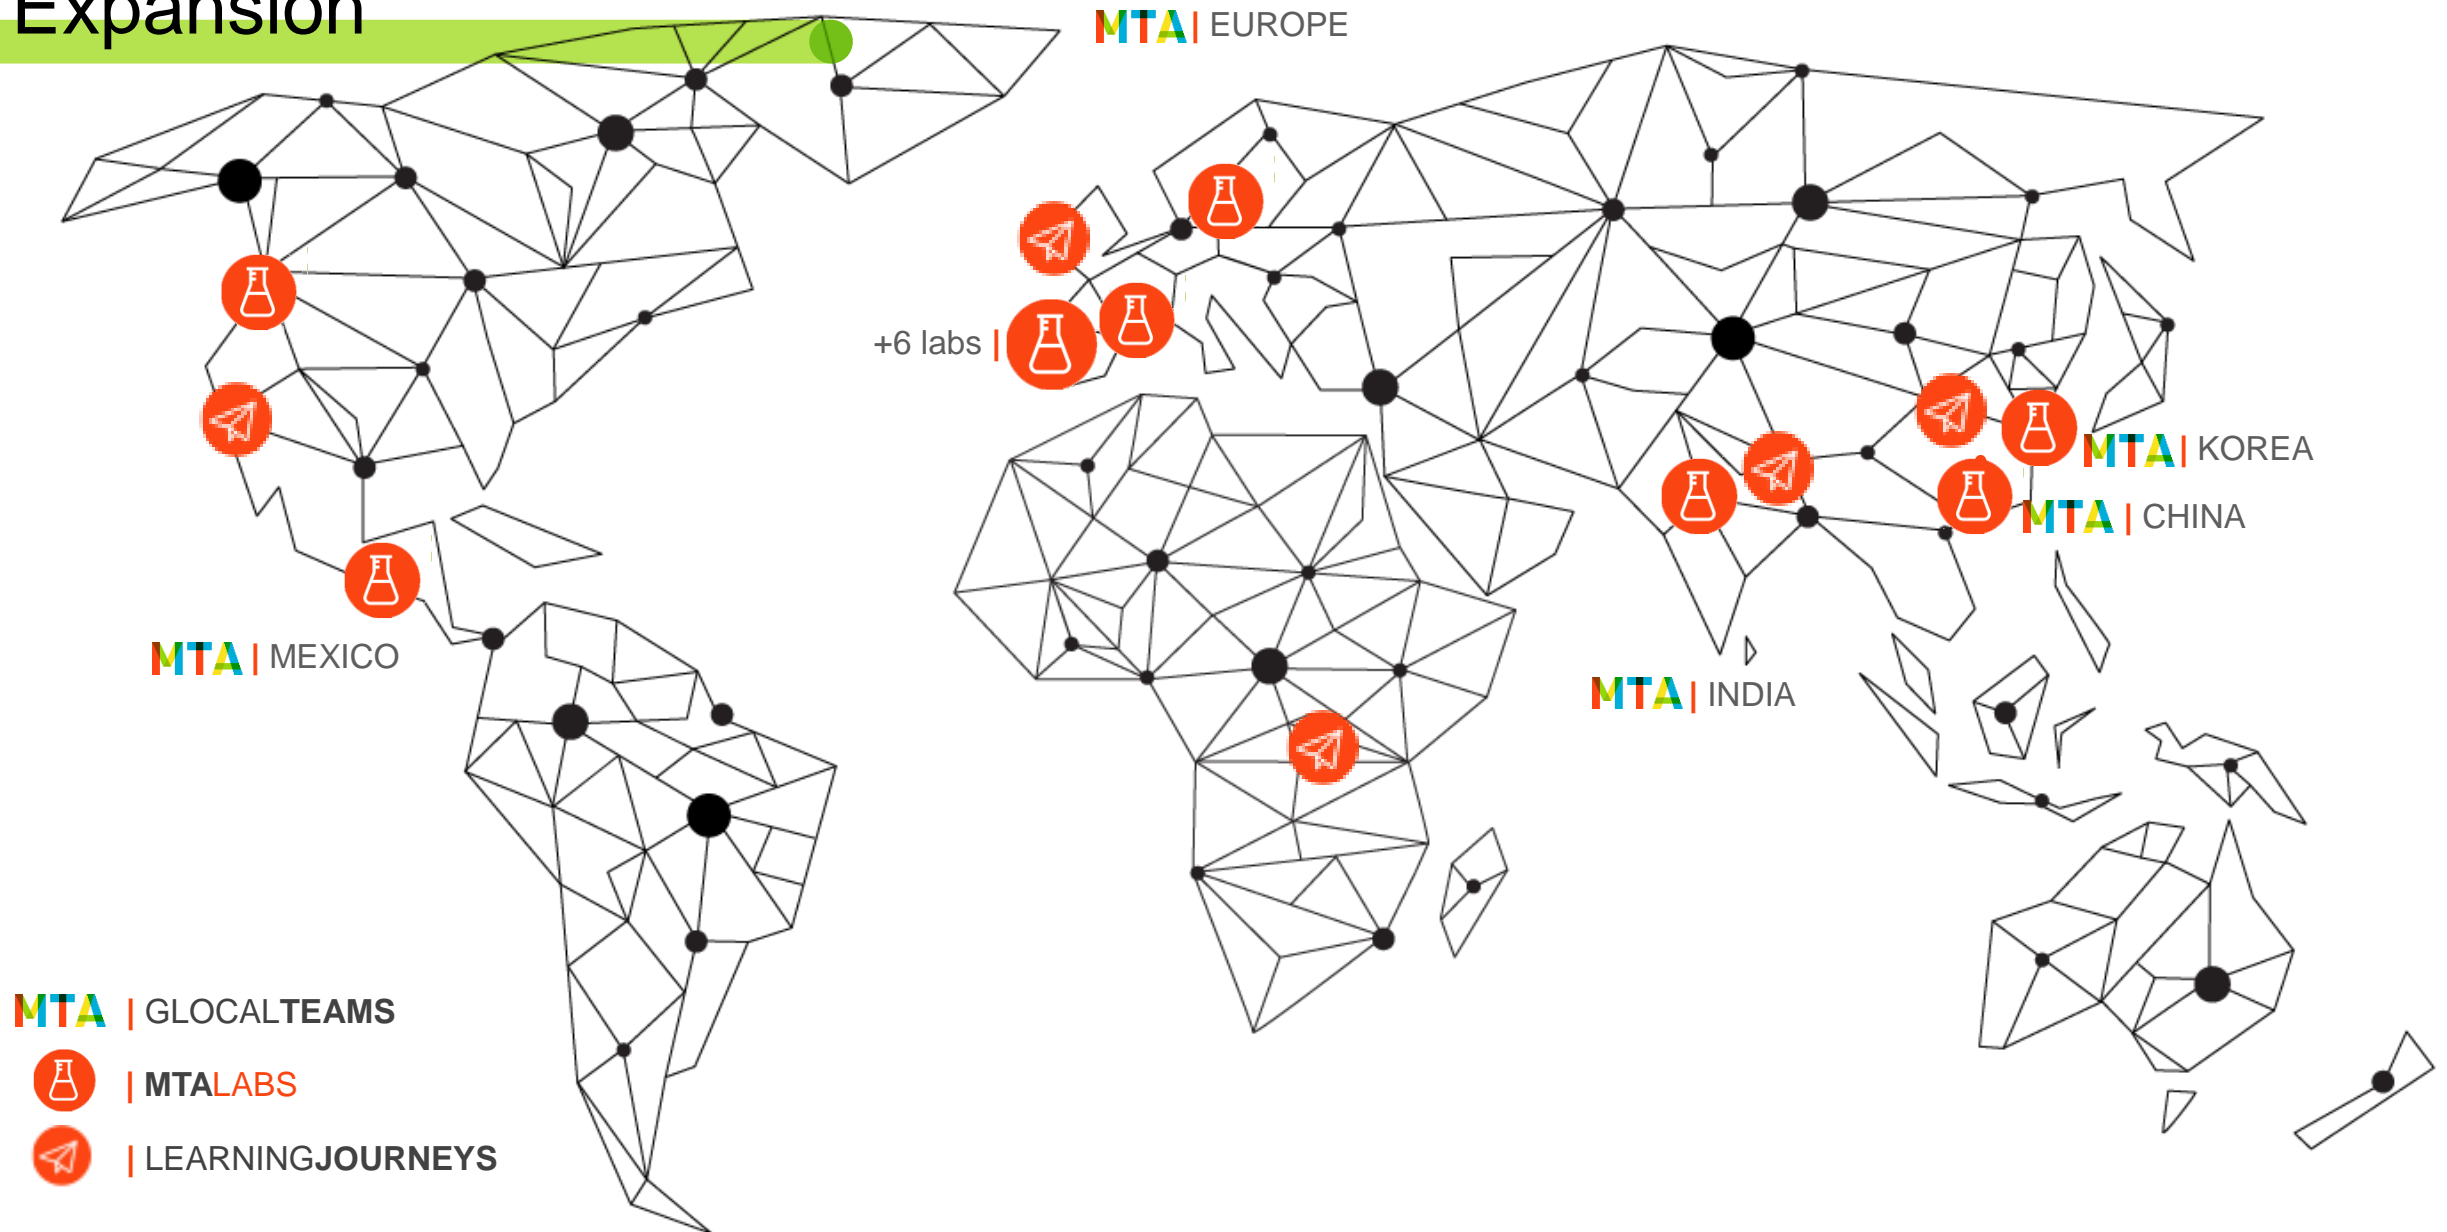 Expansion
MTA | EUROPE
+6 labs |
MTA | KOREA
MTA | CHINA
MTA | MEXICO
MTA | INDIA
MTA | GLOCALTEAMS
| MTALABS
| LEARNINGJOURNEYS